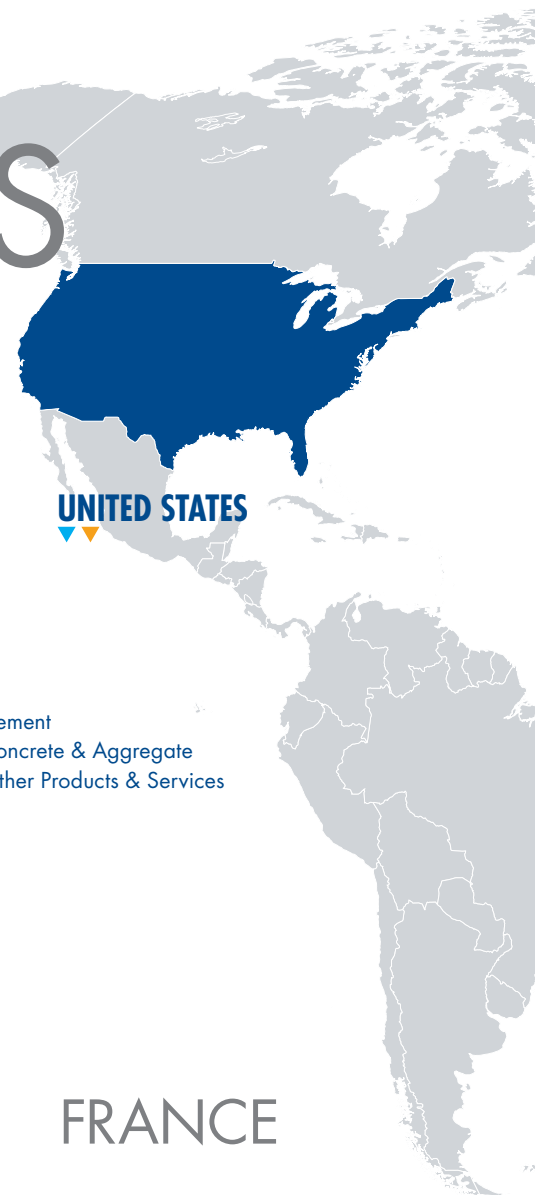 S
UNITED STATES
ement
oncrete & Aggregate
ther Products & Services
FRANCE